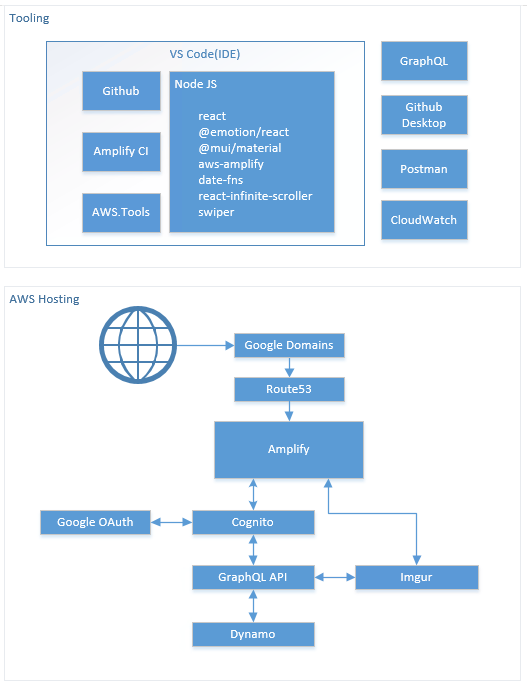 Tooling
VS Code(IDE)
Github
Amplify CI
AWS.Tools
Node JS
react
@emotion/react
@mui/material
aws-amplify
date-fns
react-infinite-scroller
swiper
GraphQL
Github
Desktop
Postman
CloudWatch
AWS Hosting
Google Domains
Route53
Amplify
Google OAuth
Cognito
GraphQL API
Imgur
Dynamo